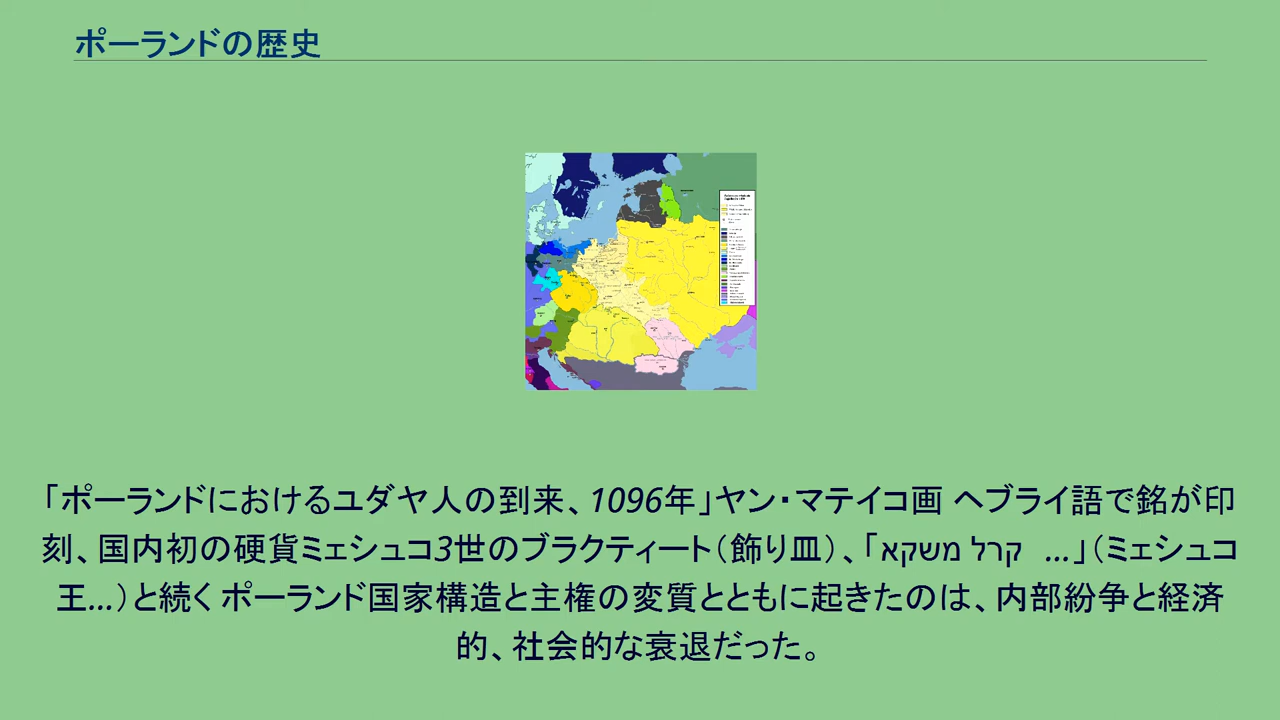 ポーランドの歴史
「ポーランドにおけるユダヤ人の到来、1096年」ヤン・マテイコ画 ヘブライ語で銘が印
刻、国内初の硬貨ミェシュコ3世のブラクティート（飾り皿）、「קרל משקא ...」（ミェシュコ
王...）と続く ポーランド国家構造と主権の変質とともに起きたのは、内部紛争と経済
的、社会的な衰退だった。